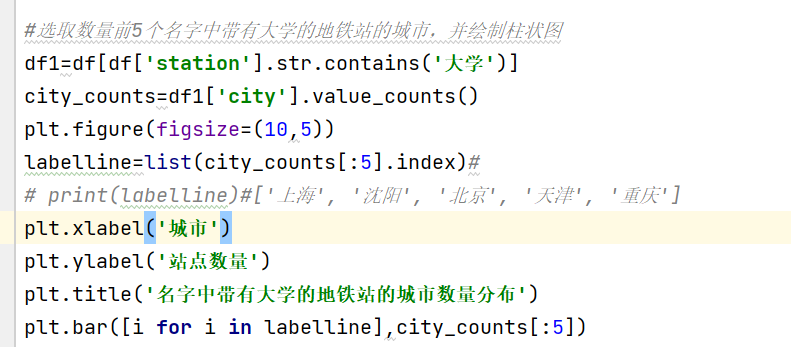 #选取数量前5个名字中带有大学的地铁站的城市．并绘制柱状图
df1=df[df['station'].str.contains('大学')]
city_counts=df1['city'].value_counts()
plt.figure(figsize=(10,5))
labelline=list(city_counts[:5].index)#
# print(labelline)#['上海', '沈阳', '北京', '天津', '重庆']
plt.xlabel('城市')
plt.ylabel('站点数量')
plt.title('名字中带有大学的地铁站的城市数量分布')
plt.bar([i for i in labelline],city_counts[:5])